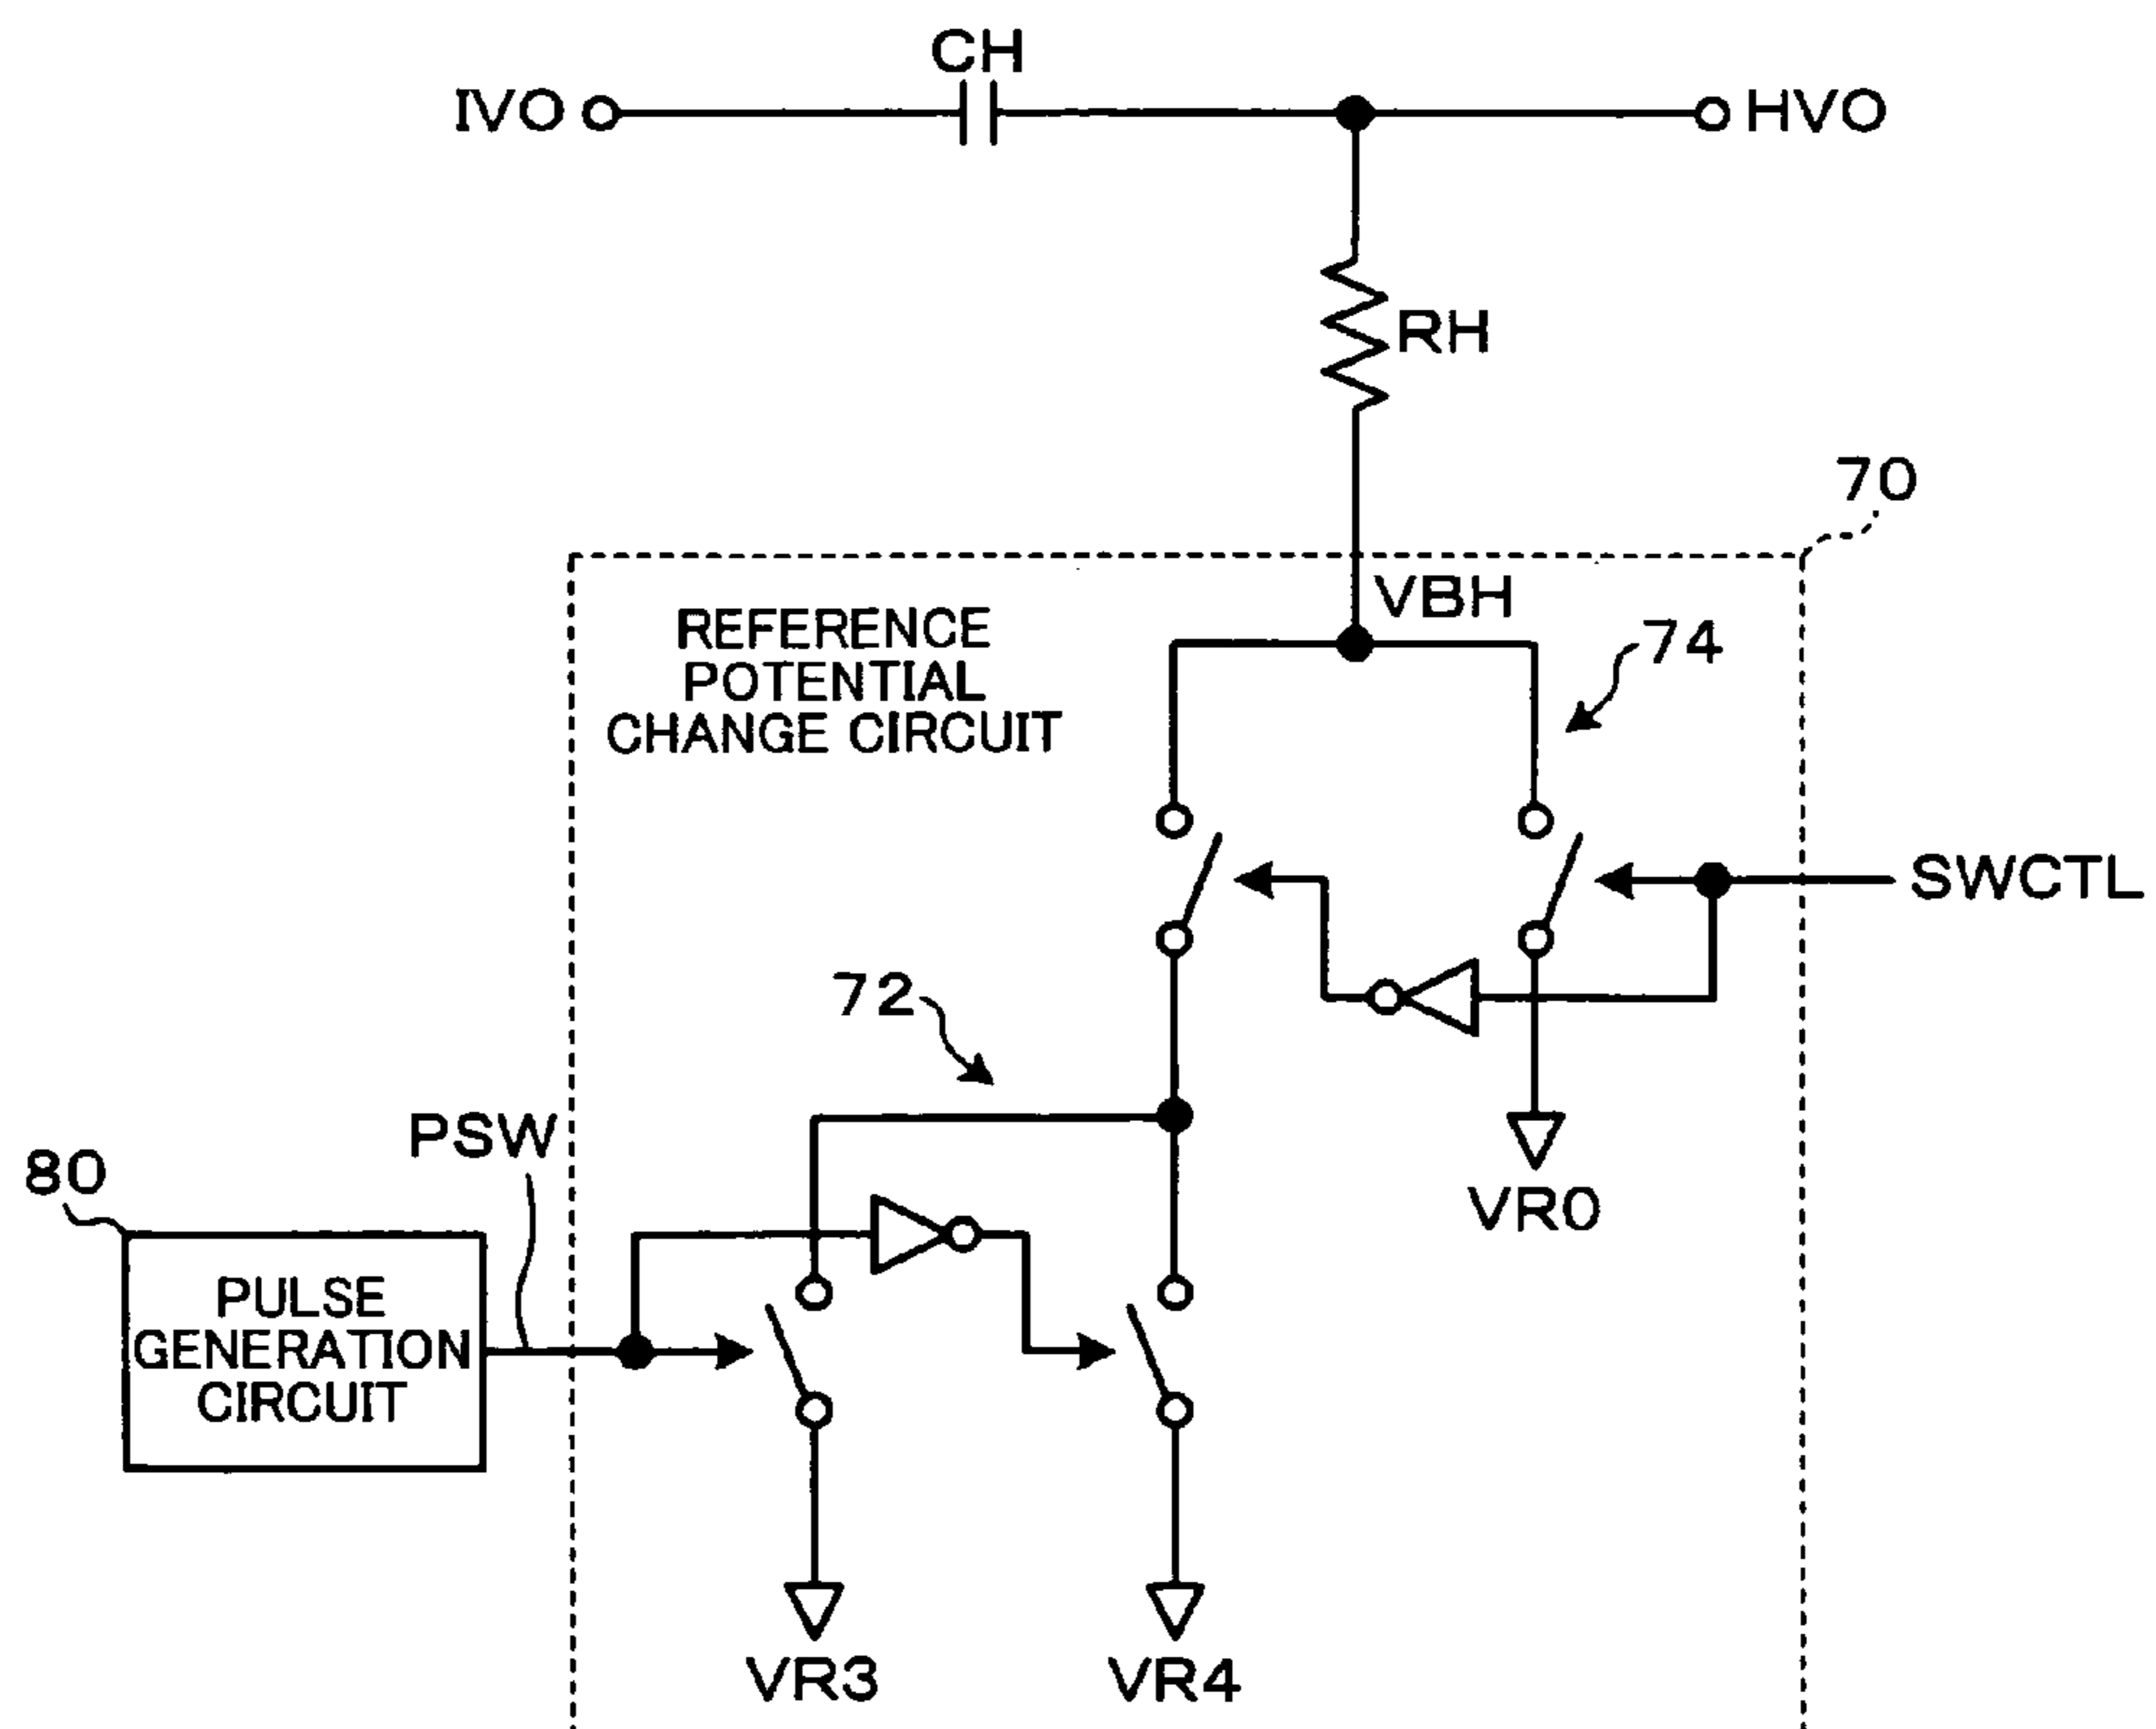 CH
IVO
HVO
RH
70
VBH
REFERENCE
POTENTIAL
CHANGE CIRCUIT
74
SWCTL
72
PSW
80
VR0
PULSE
GENERATION
CIRCUIT
VR3
VR4